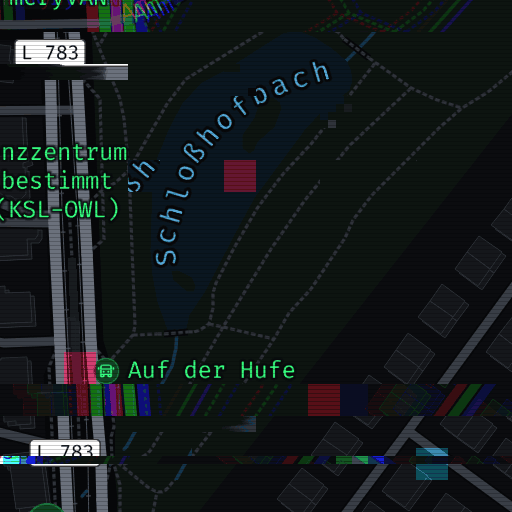 L 783
nzzentrum
bestimmt
(KSL-OWL)
Schloßhofbach
Auf der Hufe
L 783